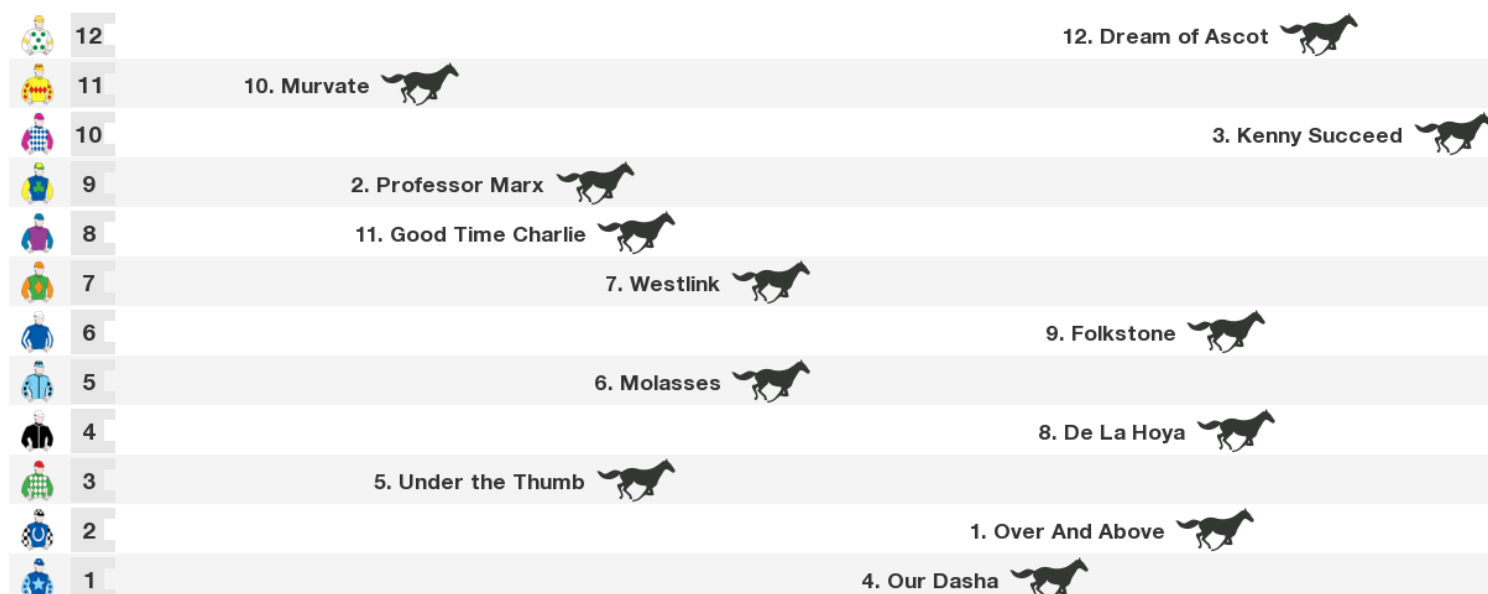 12 12. Dream of Ascot
11 10. Murvate
10 3. Kenny Succeed
9 2. Professor Marx
8 11. Good Time Charlie
7 7. Westlink
6 9. Folkstone
5 6. Molasses
4 8. De La Hoya
3 5. Under the Thumb
2 1. Over And Above
1 4. Our Dasha